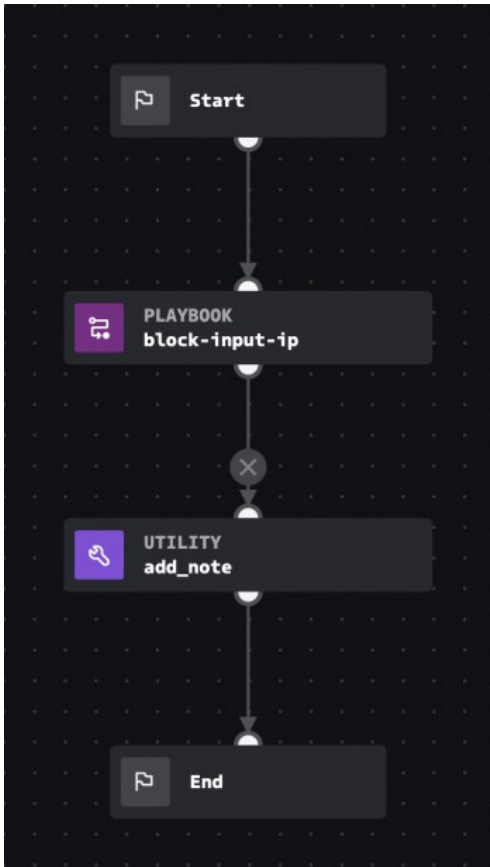 Start
PLAYBOOK
block-input-ip
UTILITY
add_note
End